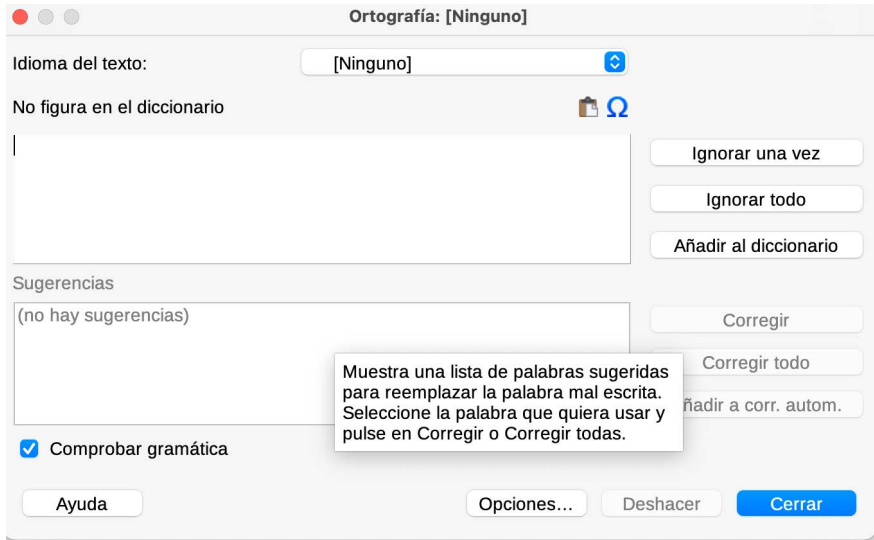 Ortografía: [Ninguno]
Idioma del texto:
[Ninguno]
No figura en el diccionario
Ω
Ignorar una vez
Ignorar todo
Añadir al diccionario
Sugerencias
(no hay sugerencias)
Corregir
Corregir todo
ñadir a corr. autom.
Muestra una lista de palabras sugeridas
para reemplazar la palabra mal escrita.
Seleccione la palabra que quiera usar y
pulse en Corregir o Corregir todas.
Comprobar gramática
Ayuda
Opciones...
Deshacer
Cerrar